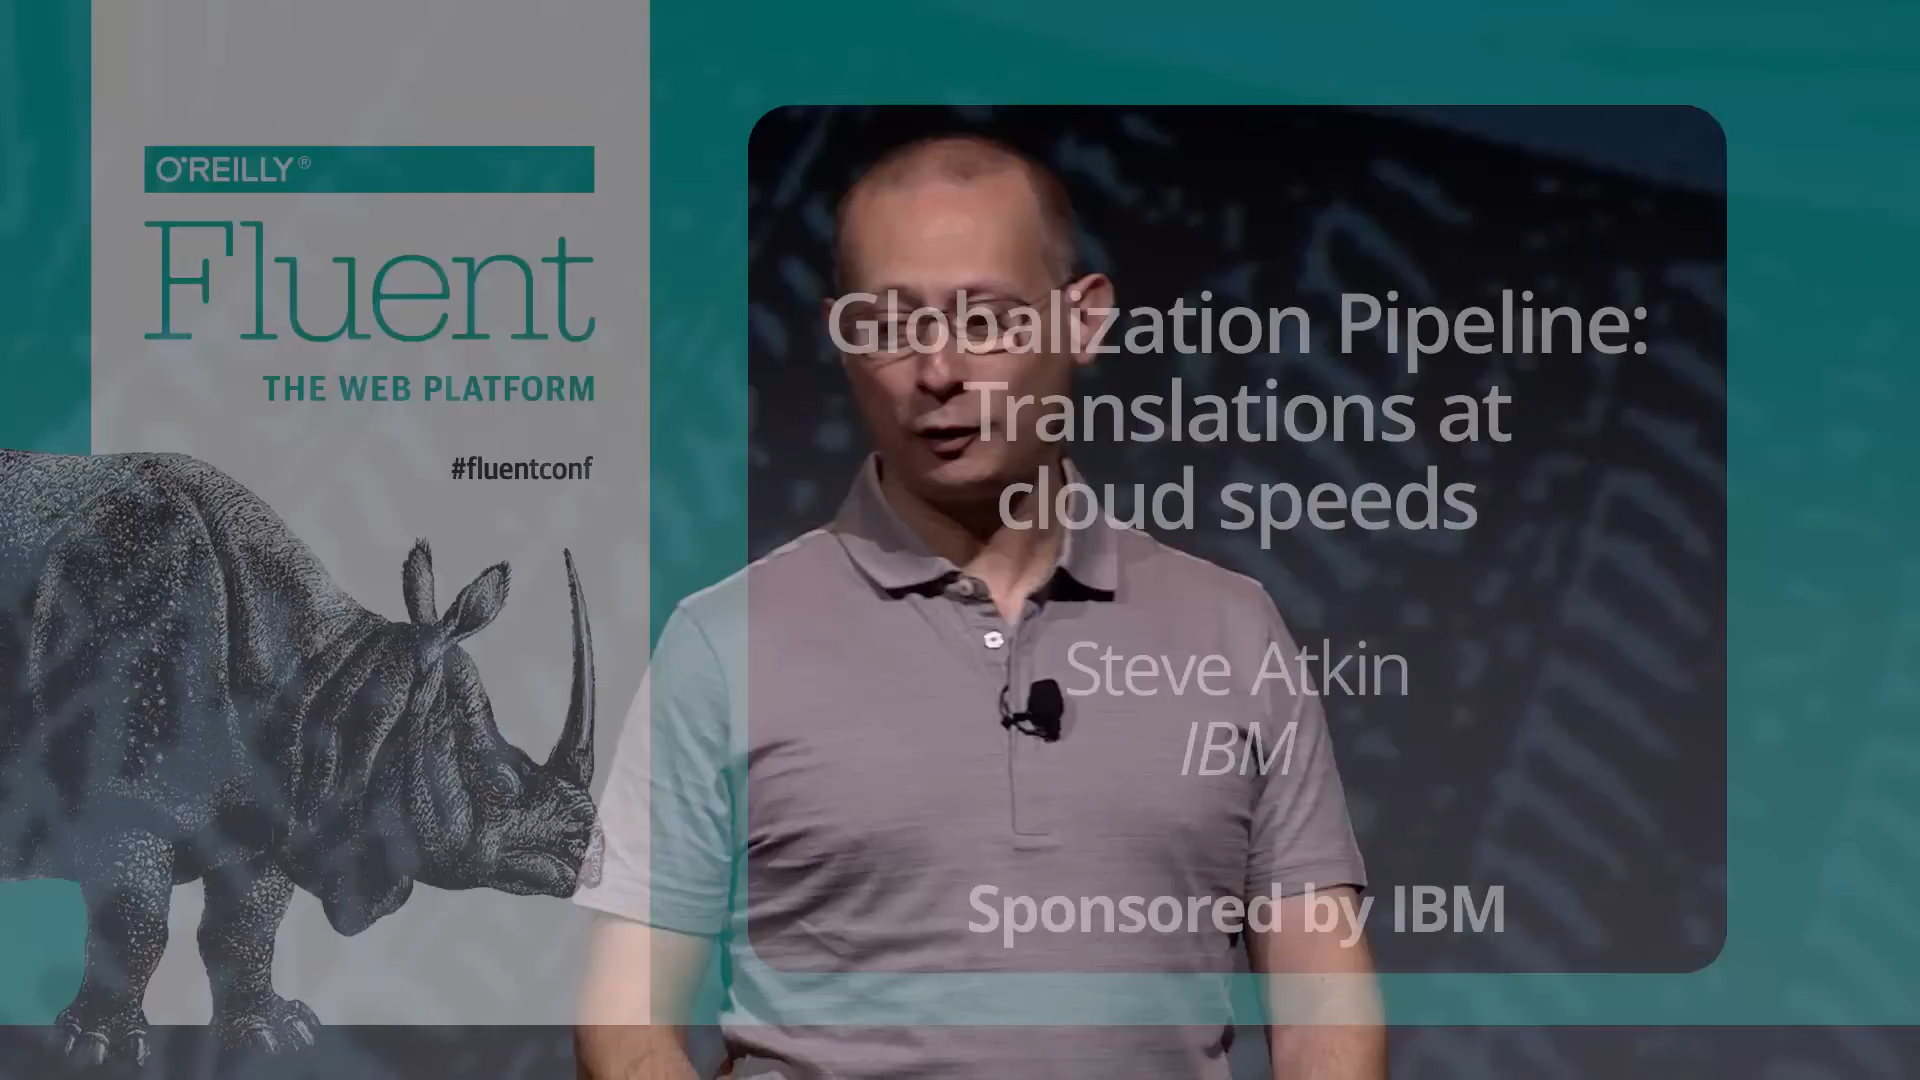 O'REILLY®
Fluent
THE WEB PLATFORM
#fluentconf
Globalization Pipeline:
Translations at
cloud speeds
Steve Atkin
IBM
Sponsored by IBM